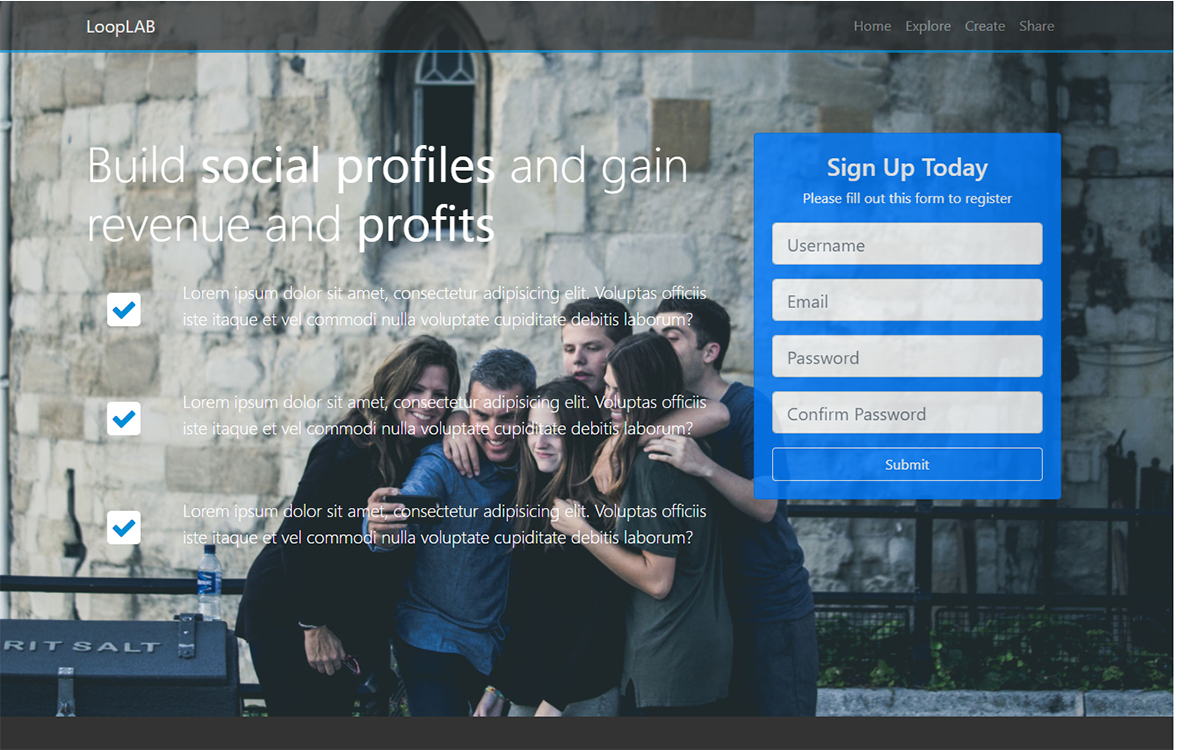 LoopLAB
Home Explore Create Share
Build social profiles and gain
revenue and profits
Lorem ipsum dolor sit amet, consectetur adipisicing elit. Voluptas officiis
iste itaque et vel commodi nulla voluptate cupiditate debitis laborum?
Lorem ipsum dolor sit amet, consectetur adipisicing elit. Voluptas officiis
iste itaque et vel commodi nulla voluptate cupiditate debitis laborum?
Lorem ipsum dolor sit amet, consectetur adipisicing elit. Voluptas officiis
iste itaque et vel commodi nulla voluptate cupiditate debitis laborum?
Sign Up Today
Please fill out this form to register
Username
Email
Password
Confirm Password
Submit
RIT SALT